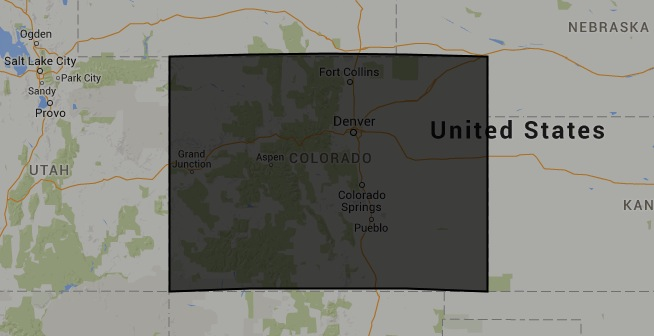 Ogden
NEBRASKA
Salt Lake City
Park City
Sandy
Provo
Fort Collins
Denver
United States
Grand
Junction
Aspen
COLORADO
UTAH
Colorado
Springs
KAN
Pueblo